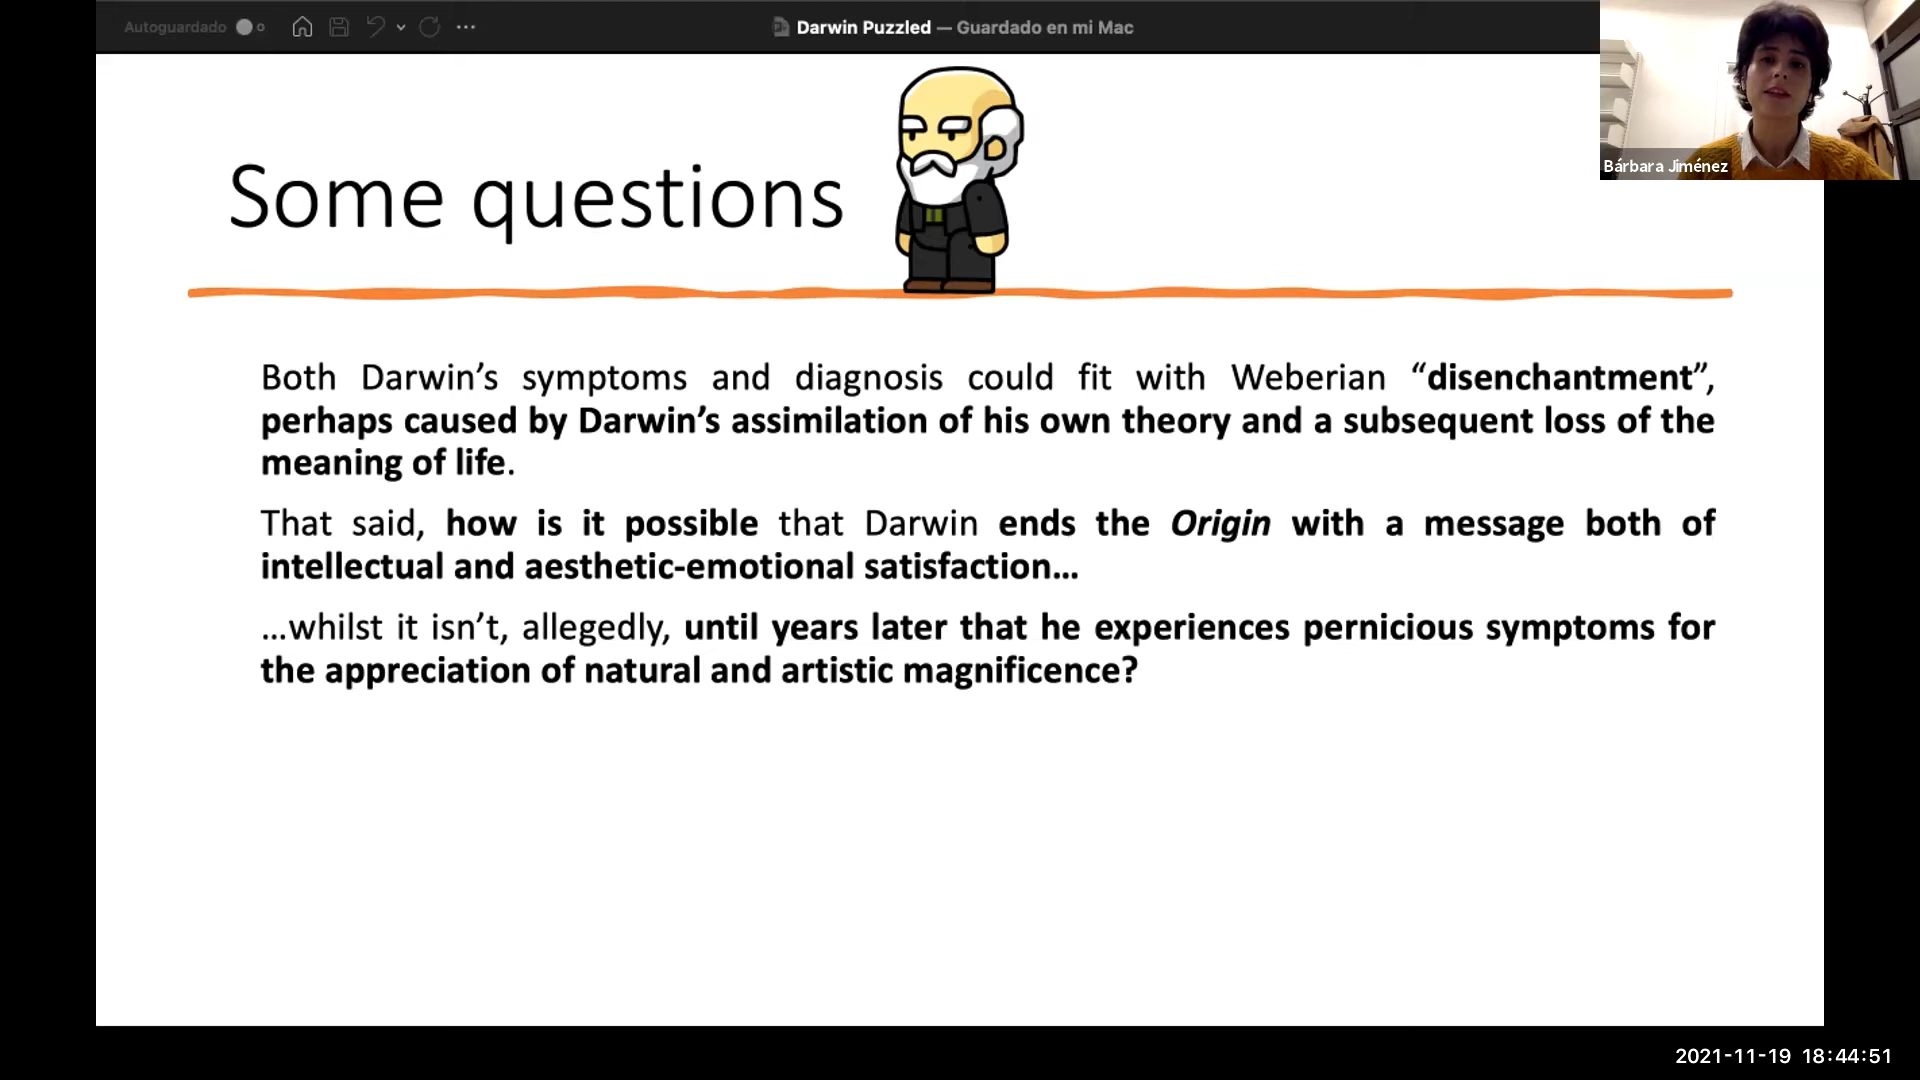 Autoguardado
Darwin Puzzled — Guardado en mi Mac
Bárbara Jiménez
Some questions
Both Darwin’s symptoms and diagnosis could fit with Weberian “disenchantment”,
perhaps caused by Darwin’s assimilation of his own theory and a subsequent loss of the
meaning of life.
That said, how is it possible that Darwin ends the Origin with a message both of
intellectual and aesthetic-emotional satisfaction...
...whilst it isn’t, allegedly, until years later that he experiences pernicious symptoms for
the appreciation of natural and artistic magnificence?
2021-11-19 18:44:51